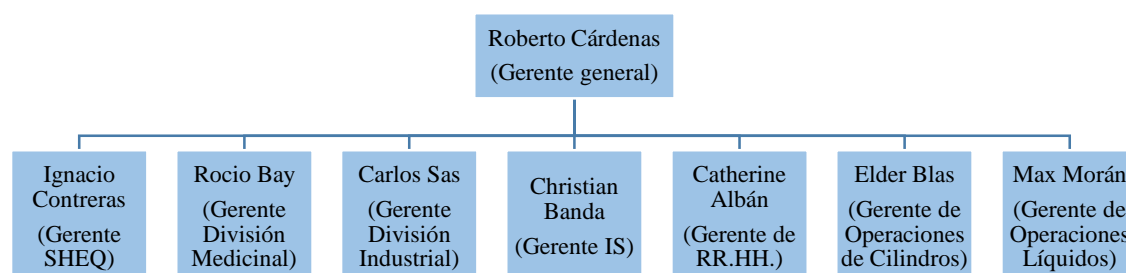 Roberto Cárdenas
(Gerente general)
Ignacio
Contreras
(Gerente
SHEQ)
Rocio Bay
(Gerente
División
Medicinal)
Carlos Sas
(Gerente
División
Industrial)
Christian
Banda
(Gerente IS)
Catherine
Albán
(Gerente de
RR.HH.)
Elder Blas
(Gerente de
Operaciones
de Cilindros)
Max Morán
(Gerente de
Operaciones
Líquidos)